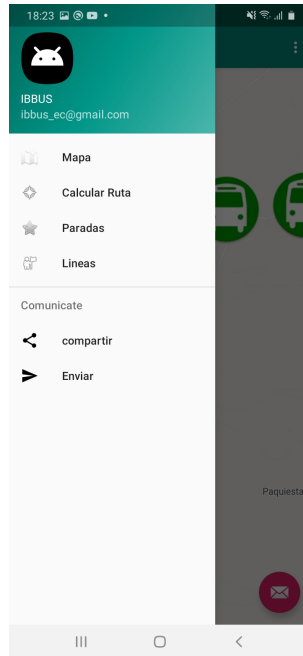 18:23
IBBUS
ibbus_ec@gmail.com
Mapa
Calcular Ruta
Paradas
Lineas
Comunicate
compartir
Enviar
Paquiesta